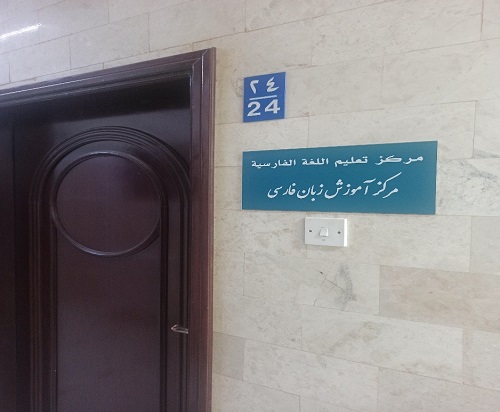 ٢٤
24
مركز تعليم اللغة الفارسية
مرکز آموزش زبان فارسی